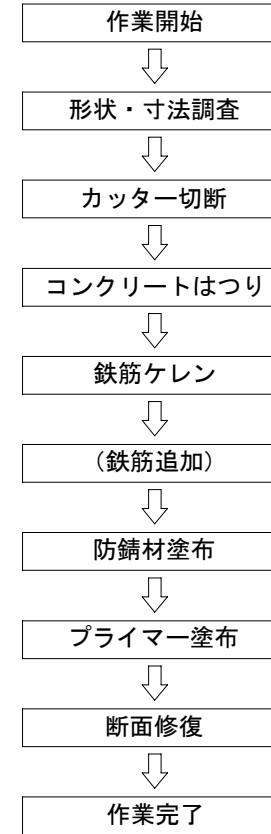 作業開始
形状・寸法調査
カッター切断
コンクリートはつり
鉄筋ケレン
（鉄筋追加）
防錆材塗布
プライマー塗布
断面修復
作業完了